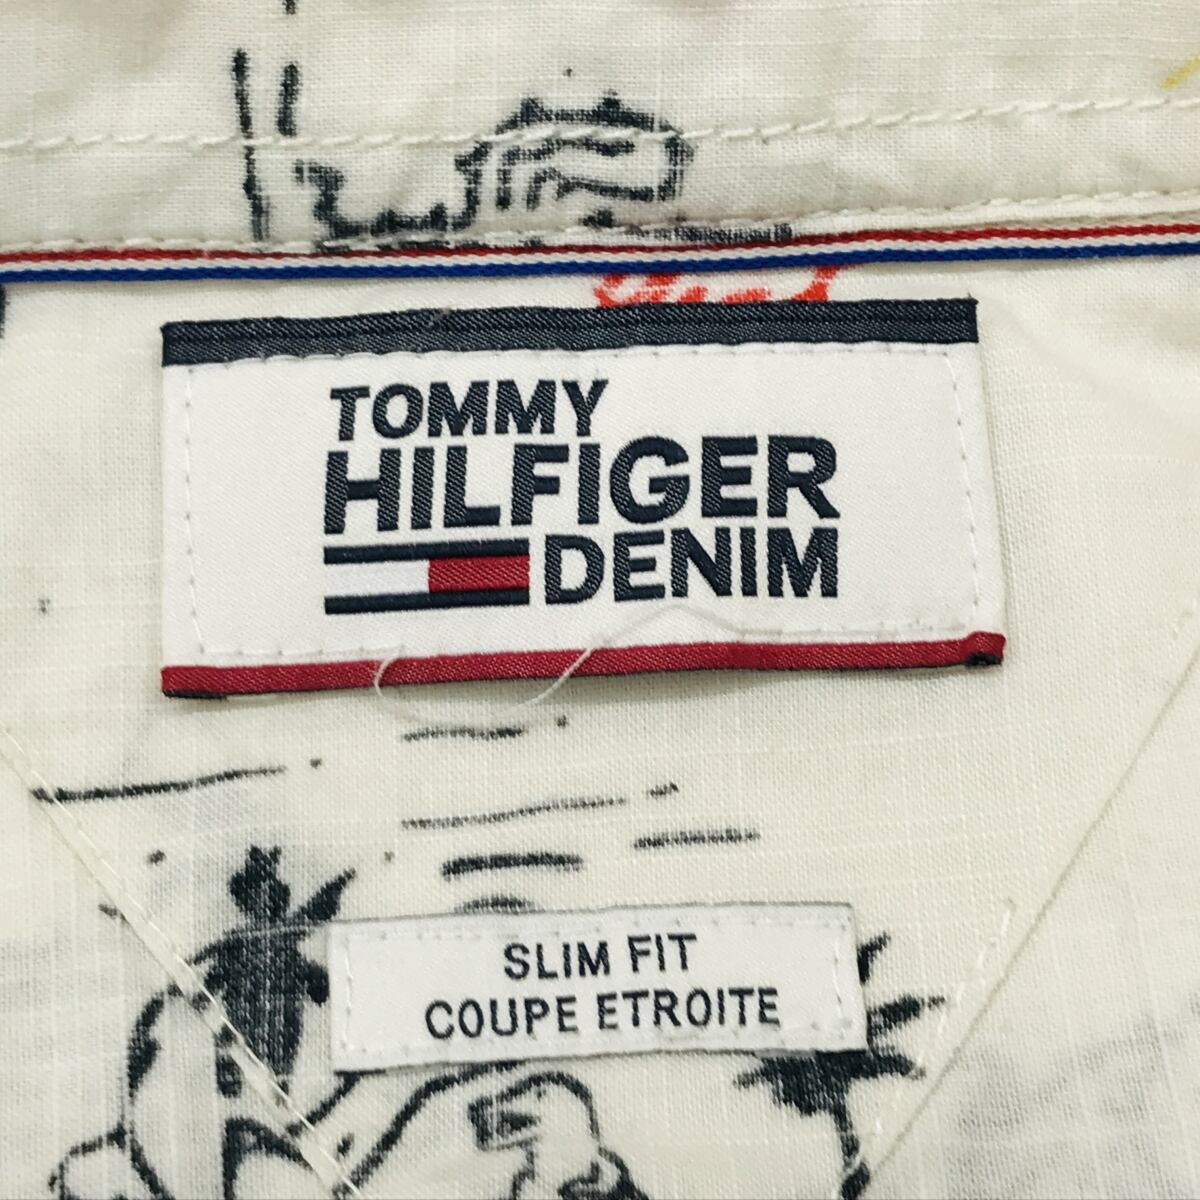 TOMMY
HILFIGER
DENIM
SLIM FIT
COUPE ETROITE